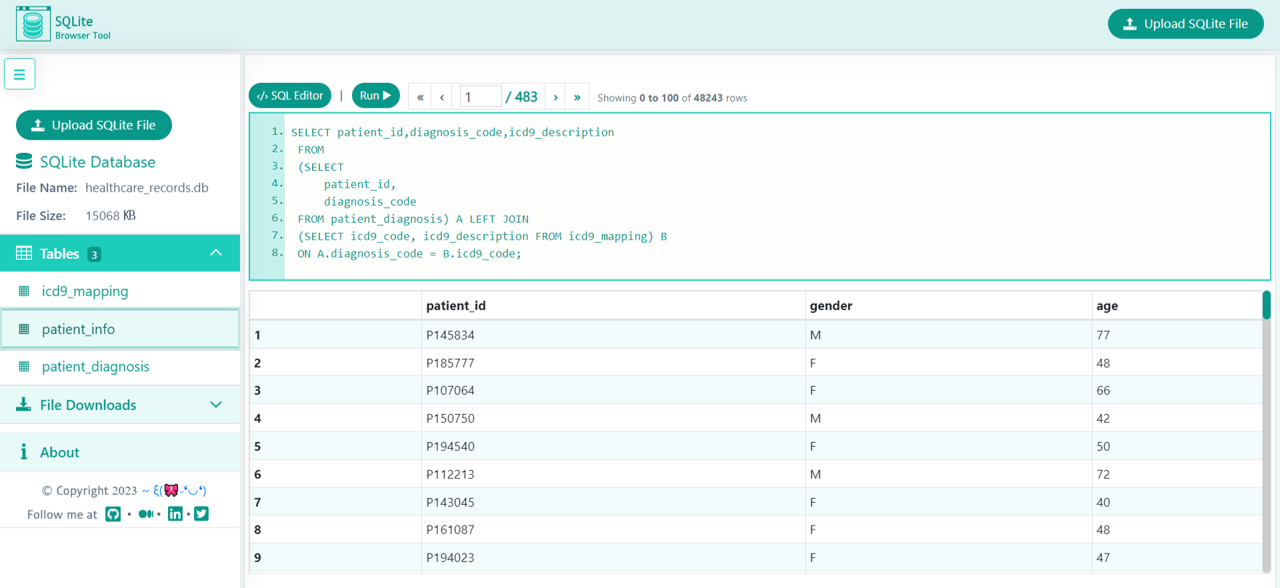 SQLite
Browser Tool
Upload SQLite File
Upload SQLite File
SQLite Database
File Name: healthcare_records.db
File Size: 15068 KB
Tables 3
icd9_mapping
patient_info
patient_diagnosis
File Downloads
About
© Copyright 2023 ~ ξ(🎀˶❛◡❛)
Follow me at • • •
</> SQL Editor | Run ▶ « ‹ 1 / 483 › » Showing 0 to 100 of 48243 rows
1. SELECT patient_id,diagnosis_code,icd9_description
2. FROM
3. (SELECT
4. patient_id,
5. diagnosis_code
6. FROM patient_diagnosis) A LEFT JOIN
7. (SELECT icd9_code, icd9_description FROM icd9_mapping) B
8. ON A.diagnosis_code = B.icd9_code;
patient_id gender age
1 P145834 M 77
2 P185777 F 48
3 P107064 F 66
4 P150750 M 42
5 P194540 F 50
6 P112213 M 72
7 P143045 F 40
8 P161087 F 48
9 P194023 F 47